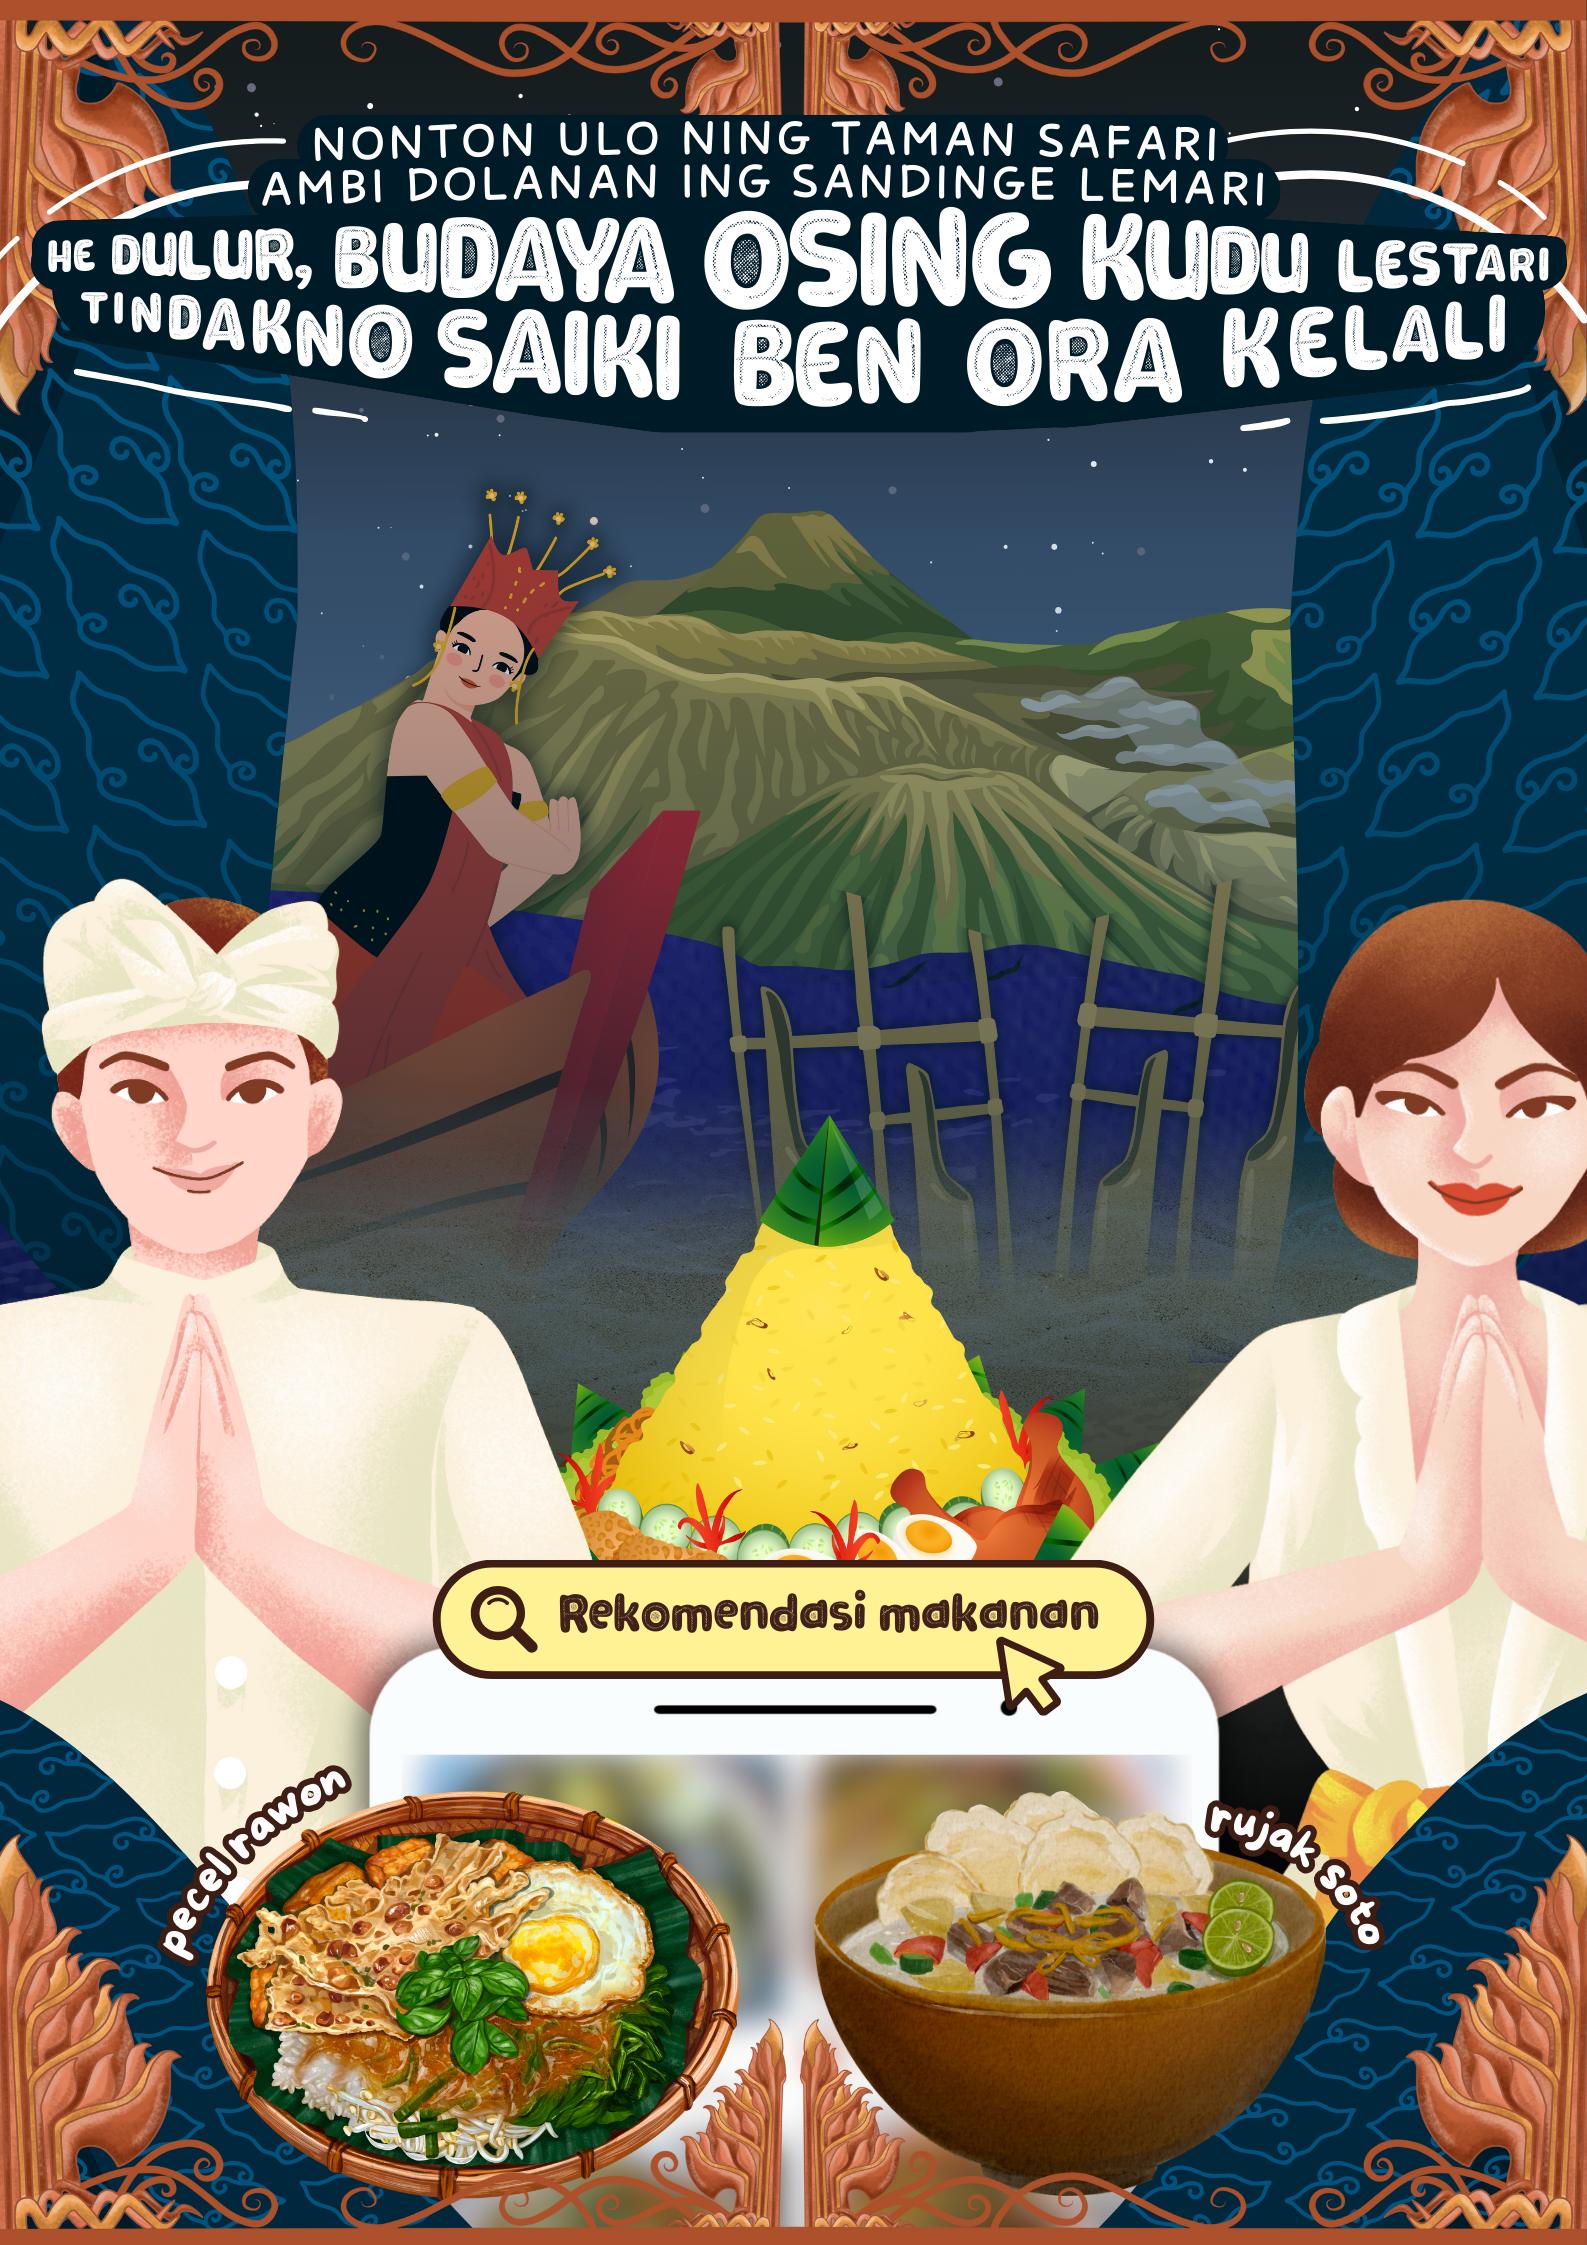 NONTON ULO NING TAMAN SAFARI
AMBI DOLANAN ING SANDINGE LEMARI
HE DULUR, BUDAYA OSING KUDU LESTARI
TINDAKNO SAIKI BEN ORA KELALI
Rekomendasi makanan
pecel rawon
rujak soto